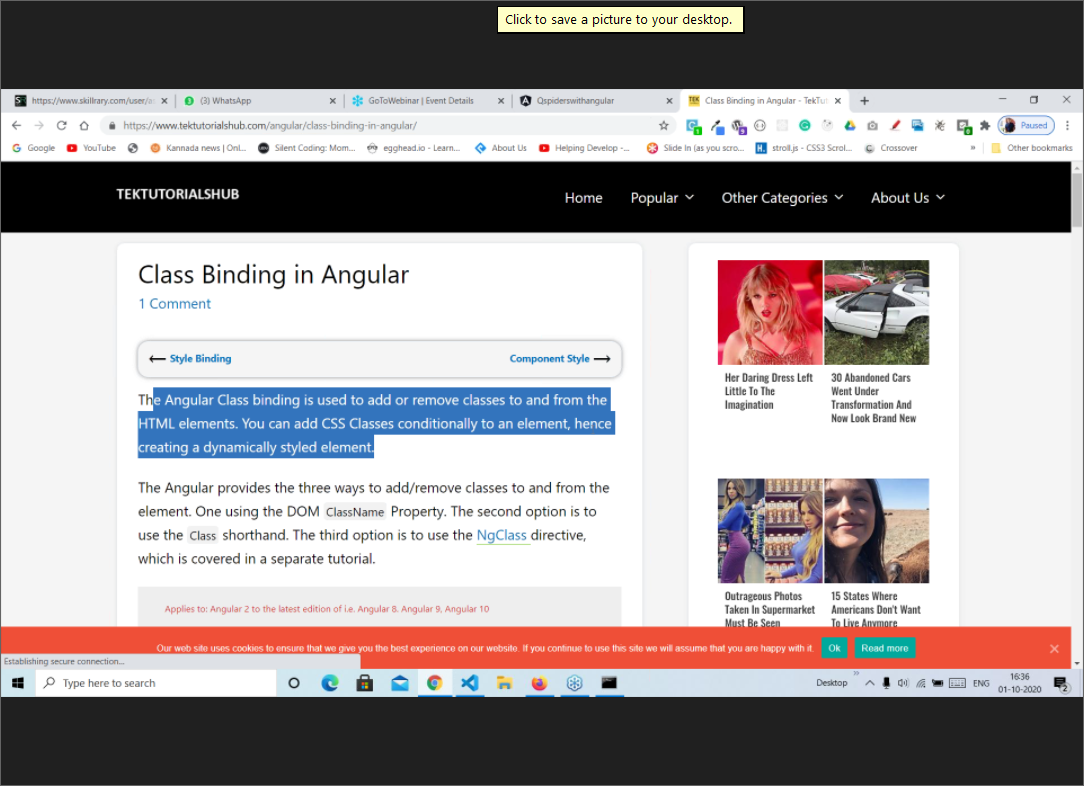 Click to save a picture to your desktop.
https://www.skillrary.com/user/a
(3) WhatsApp
GoToWebinar | Event Details
Qspiderswithangular
Class Binding in Angular - TekTut
https://www.tektutorialshub.com/angular/class-binding-in-angular/
Paused
Google
YouTube
Kannada news | Onl...
Silent Coding: Mom...
egghead.io - Learn...
About Us
Helping Develop -...
Slide In (as you scro...
stroll.js - CSS3 Scrol...
Crossover
»
Other bookmarks
TEKTUTORIALSHUB
Home
Popular
Other Categories
About Us
Class Binding in Angular
1 Comment
Style Binding
Component Style
The Angular Class binding is used to add or remove classes to and from the
HTML elements. You can add CSS Classes conditionally to an element, hence
creating a dynamically styled element.
The Angular provides the three ways to add/remove classes to and from the
element. One using the DOM ClassName Property. The second option is to
use the Class shorthand. The third option is to use the NgClass directive,
which is covered in a separate tutorial.
Applies to: Angular 2 to the latest edition of i.e. Angular 8. Angular 9, Angular 10
Her Daring Dress Left
Little To The
Imagination
30 Abandoned Cars
Went Under
Transformation And
Now Look Brand New
Outrageous Photos
Taken In Supermarket
Must Be Seen
15 States Where
Americans Don't Want
To Live Anymore
Our web site uses cookies to ensure that we give you the best experience on our website. If you continue to use this site we will assume that you are happy with it.
Ok
Read more
Establishing secure connection...
Type here to search
Desktop
»
ENG
16:36
01-10-2020
2